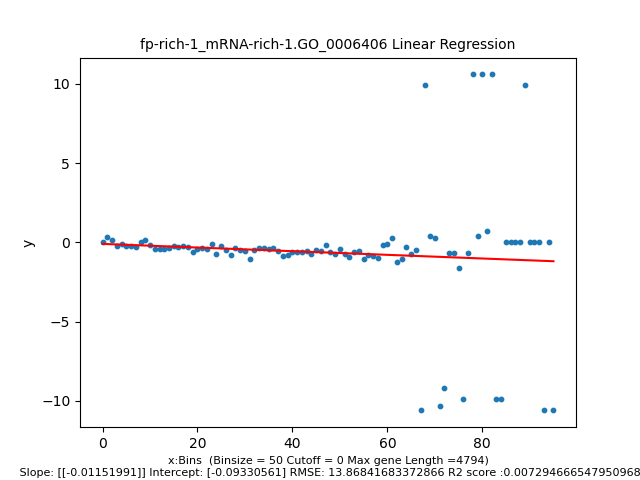 fp-rich-1_mRNA-rich-1.GO_0006406 Linear Regression
10
5
0
−5
−10
y
0 20 40 60 80
x:Bins (Binsize = 50 Cutoff = 0 Max gene Length =4794)
Slope: [[-0.01151991]] Intercept: [-0.09330561] RMSE: 13.86841683372866 R2 score :0.007294666547950968